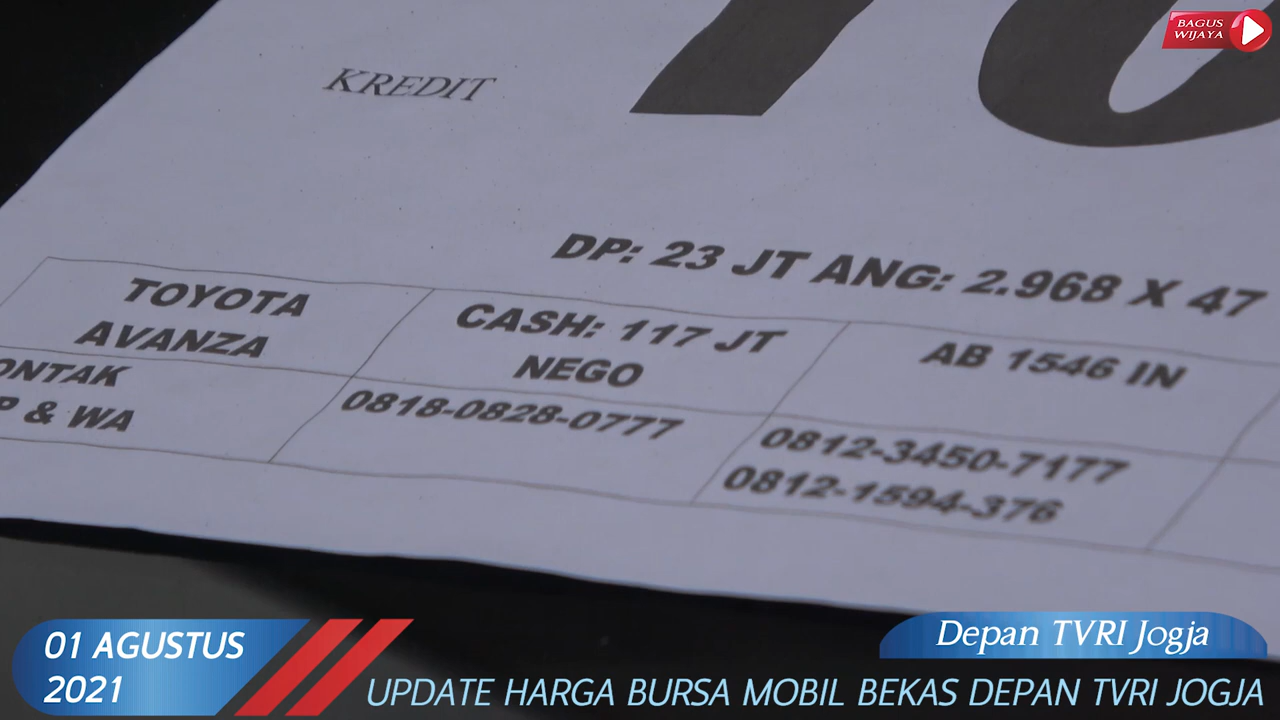 BAGUS
WIJAYA
KREDIT
DP: 23 JT ANG: 2.968 X 47
TOYOTA
AVANZA
CASH: 117 JT
NEGO
AB 1546 IN
ONTAK
P & WA
0818-0828-0777
0812-3450-7177
0812-1594-376
01 AGUSTUS
2021
Depan TVRI Jogja
UPDATE HARGA BURSA MOBIL BEKAS DEPAN TVRI JOGJA